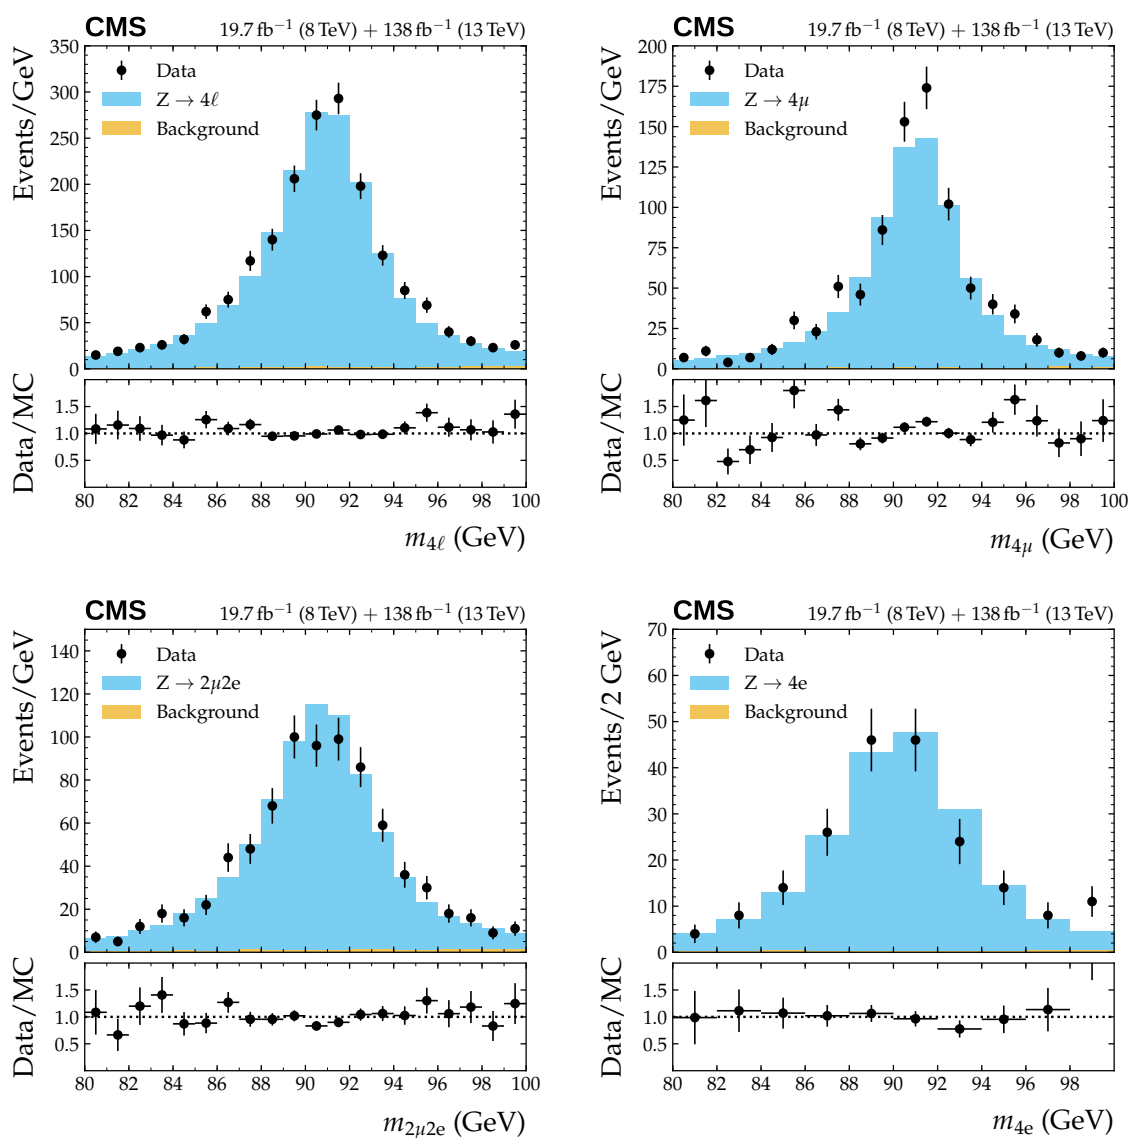 CMS 19.7 fb⁻¹ (8 TeV) + 138 fb⁻¹ (13 TeV)
Events/GeV
350
300
250
200
150
100
50
0
Data
Z → 4ℓ
Background
Data/MC
1.5
1.0
0.5
80 82 84 86 88 90 92 94 96 98 100
m4ℓ (GeV)
CMS 19.7 fb⁻¹ (8 TeV) + 138 fb⁻¹ (13 TeV)
Events/GeV
200
175
150
125
100
75
50
25
0
Data
Z → 4μ
Background
Data/MC
1.5
1.0
0.5
80 82 84 86 88 90 92 94 96 98 100
m4μ (GeV)
CMS 19.7 fb⁻¹ (8 TeV) + 138 fb⁻¹ (13 TeV)
Events/GeV
140
120
100
80
60
40
20
0
Data
Z → 2μ2e
Background
Data/MC
1.5
1.0
0.5
80 82 84 86 88 90 92 94 96 98 100
m2μ2e (GeV)
CMS 19.7 fb⁻¹ (8 TeV) + 138 fb⁻¹ (13 TeV)
Events/2 GeV
70
60
50
40
30
20
10
0
Data
Z → 4e
Background
Data/MC
1.5
1.0
0.5
80 82 84 86 88 90 92 94 96 98
m4e (GeV)